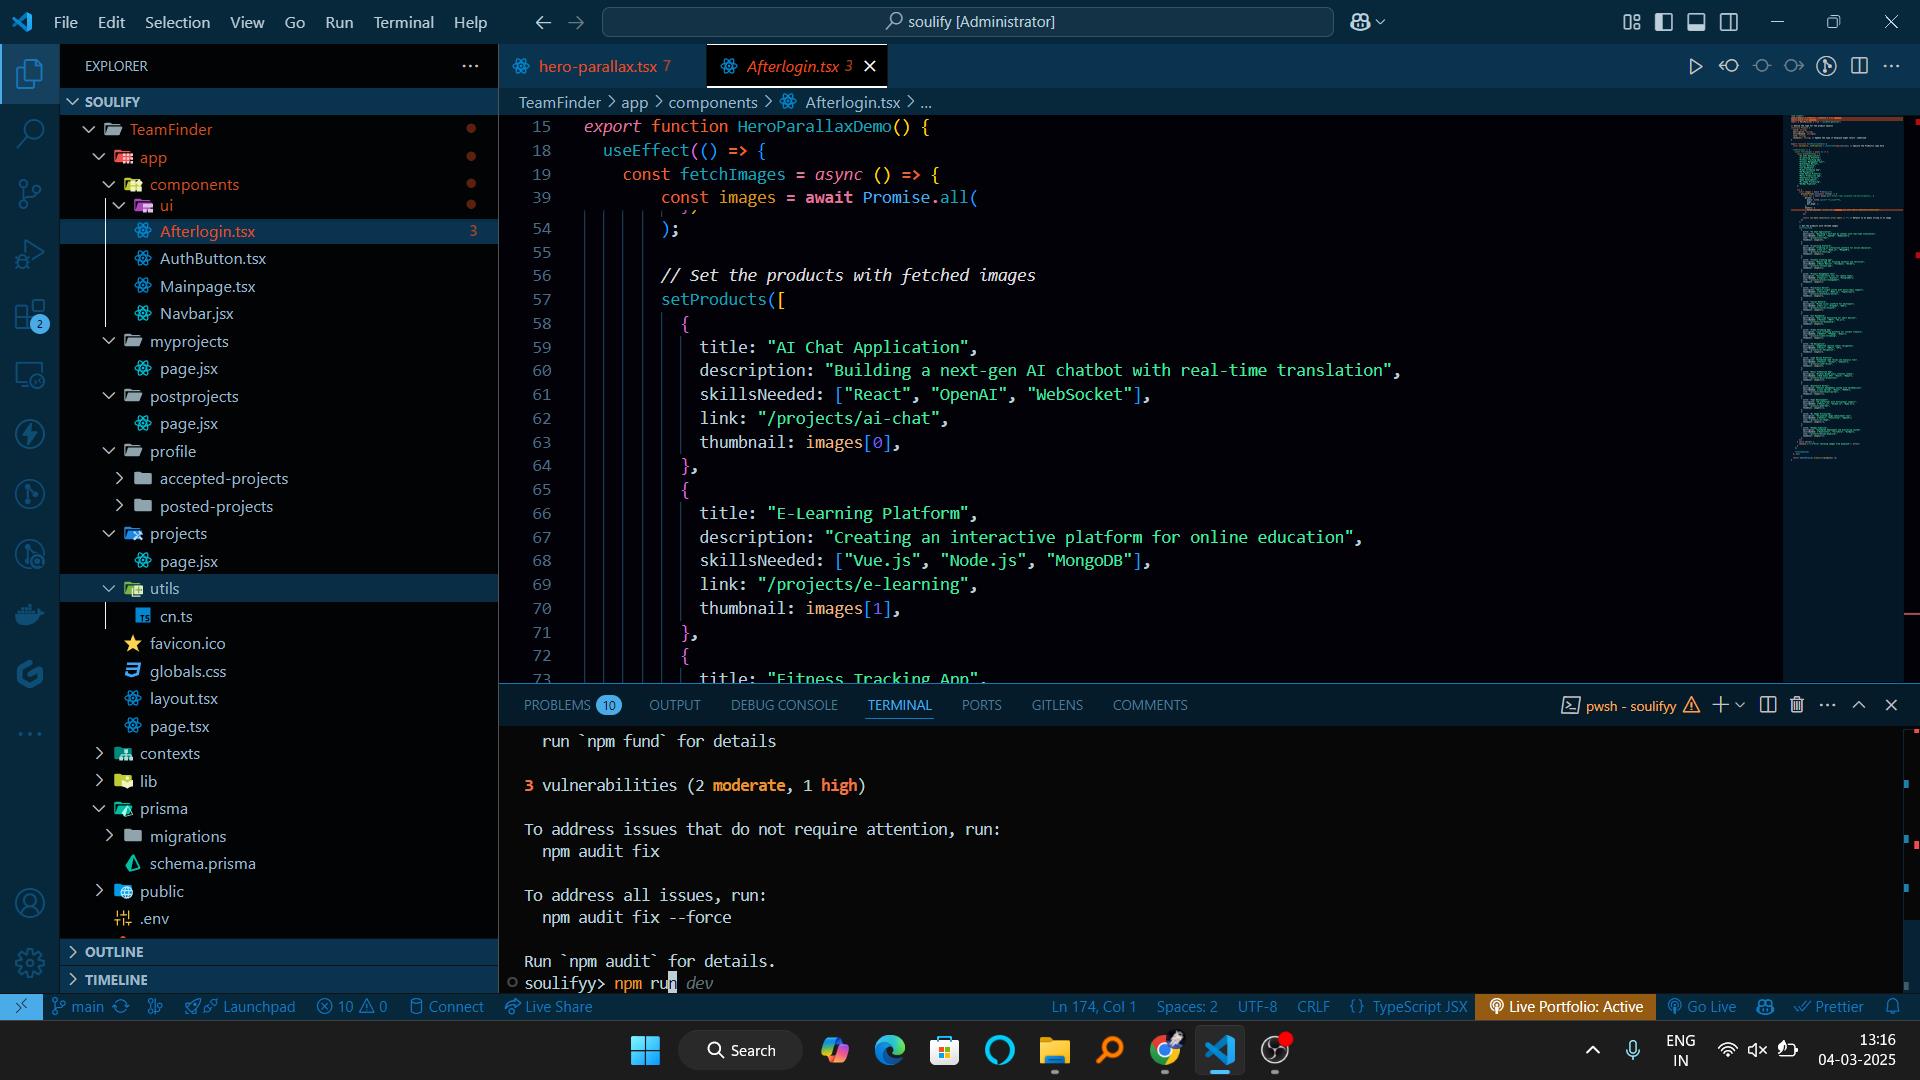 File Edit Selection View Go Run Terminal Help
soulify [Administrator]
EXPLORER
SOULIFY
TeamFinder
app
components
ui
Afterlogin.tsx 3
AuthButton.tsx
Mainpage.tsx
Navbar.jsx
myprojects
page.jsx
postprojects
page.jsx
profile
accepted-projects
posted-projects
projects
page.jsx
utils
cn.ts
favicon.ico
globals.css
layout.tsx
page.tsx
contexts
lib
prisma
migrations
schema.prisma
public
.env
OUTLINE
TIMELINE
2
hero-parallax.tsx 7
Afterlogin.tsx 3
TeamFinder > app > components > Afterlogin.tsx > ...
15 export function HeroParallaxDemo() {
18 useEffect(() => {
19 const fetchImages = async () => {
39 const images = await Promise.all(
54 );
55
56 // Set the products with fetched images
57 setProducts([
58 {
59 title: "AI Chat Application",
60 description: "Building a next-gen AI chatbot with real-time translation",
61 skillsNeeded: ["React", "OpenAI", "WebSocket"],
62 link: "/projects/ai-chat",
63 thumbnail: images[0],
64 },
65 {
66 title: "E-Learning Platform",
67 description: "Creating an interactive platform for online education",
68 skillsNeeded: ["Vue.js", "Node.js", "MongoDB"],
69 link: "/projects/e-learning",
70 thumbnail: images[1],
71 },
72 {
73 title: "Fitness Tracking App",
PROBLEMS 10 OUTPUT DEBUG CONSOLE TERMINAL PORTS GITLENS COMMENTS
pwsh - soulifyy
run `npm fund` for details
3 vulnerabilities (2 moderate, 1 high)
To address issues that do not require attention, run:
npm audit fix
To address all issues, run:
npm audit fix --force
Run `npm audit` for details.
soulifyy> npm run dev
main Launchpad 10 0 Connect Live Share
Ln 174, Col 1 Spaces: 2 UTF-8 CRLF {} TypeScript JSX Live Portfolio: Active Go Live Prettier
Search
ENG
IN
13:16
04-03-2025